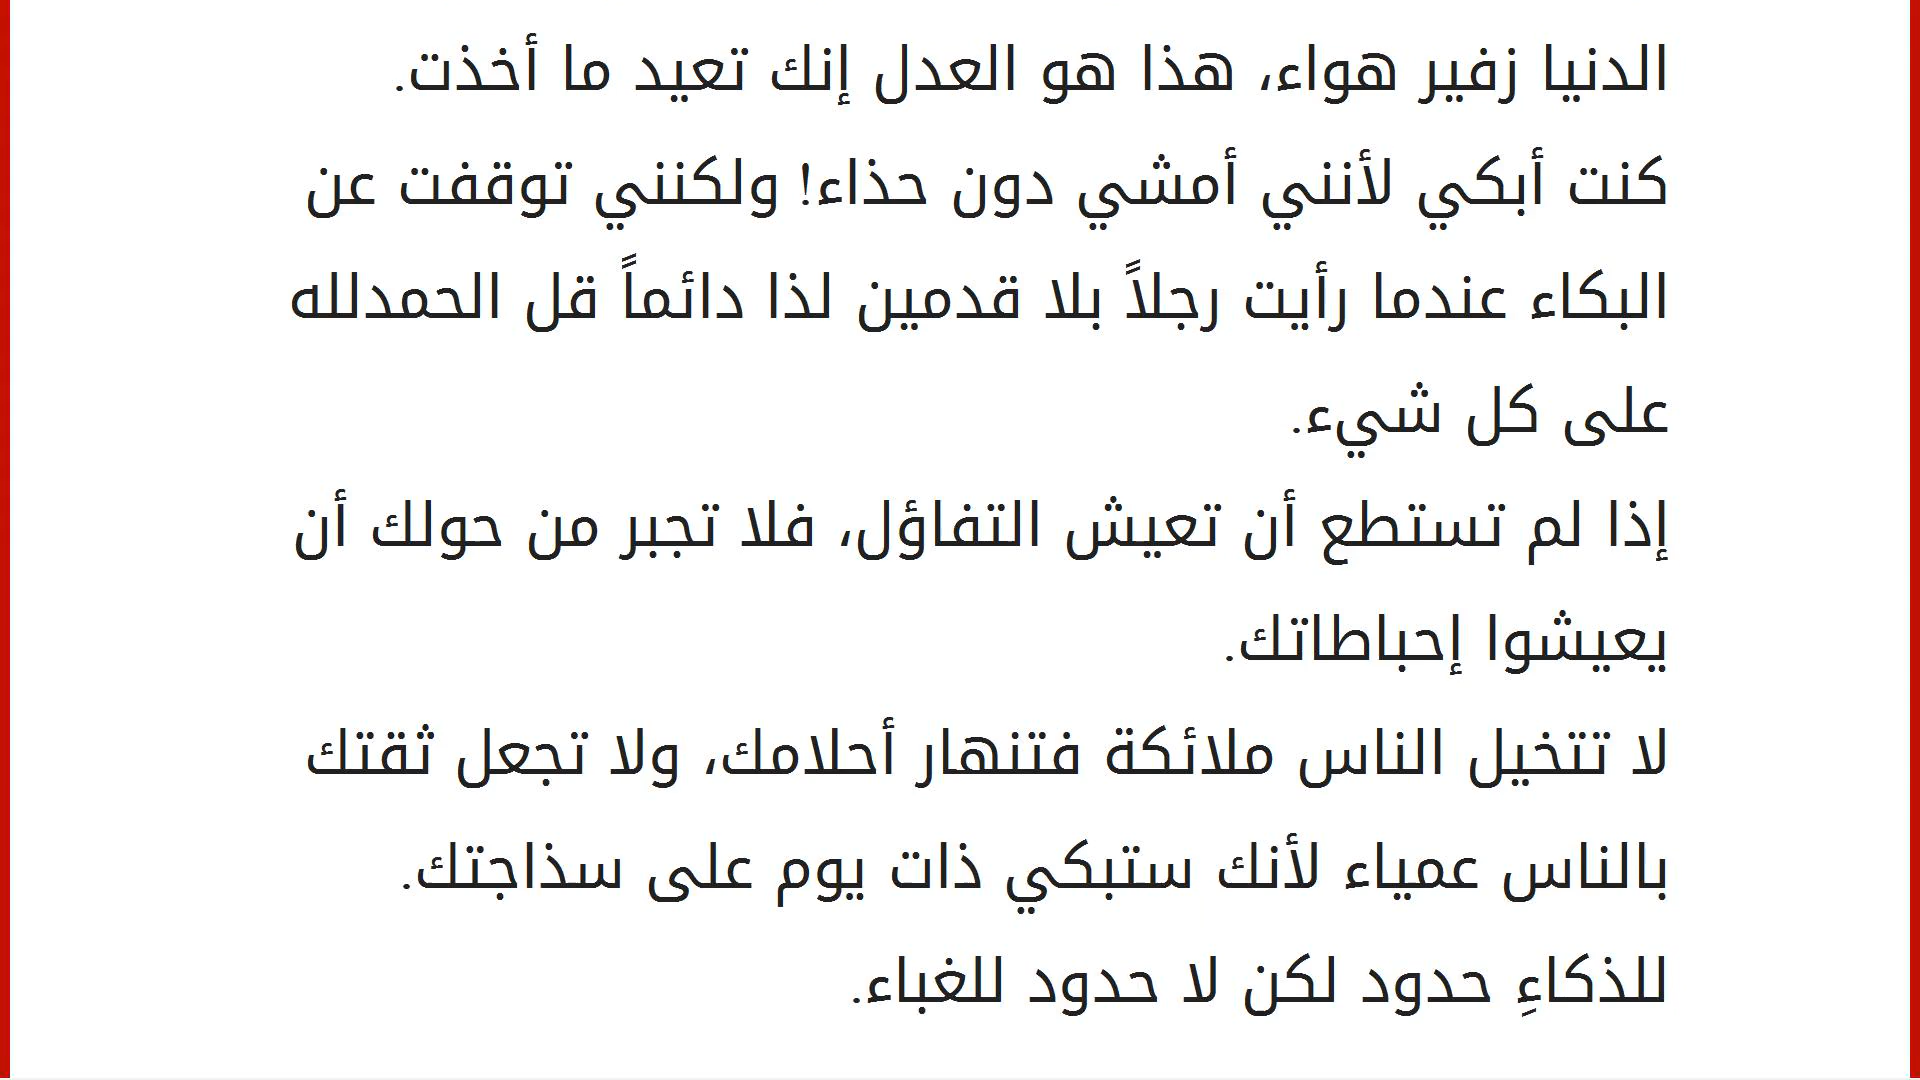 الدنيا زفير هواء، هذا هو العدل إنك تعيد ما أخذت.
كنت أبكي لأنني أمشي دون حذاء! ولكنني توقفت عن
البكاء عندما رأيت رجلاً بلا قدمين لذا دائماً قل الحمدلله
على كل شيء.
إذا لم تستطع أن تعيش التفاؤل، فلا تجبر من حولك أن
يعيشوا إحباطاتك.
لا تتخيل الناس ملائكة فتنهار أحلامك، ولا تجعل ثقتك
بالناس عمياء لأنك ستبكي ذات يوم على سذاجتك.
للذكاءِ حدود لكن لا حدود للغباء.